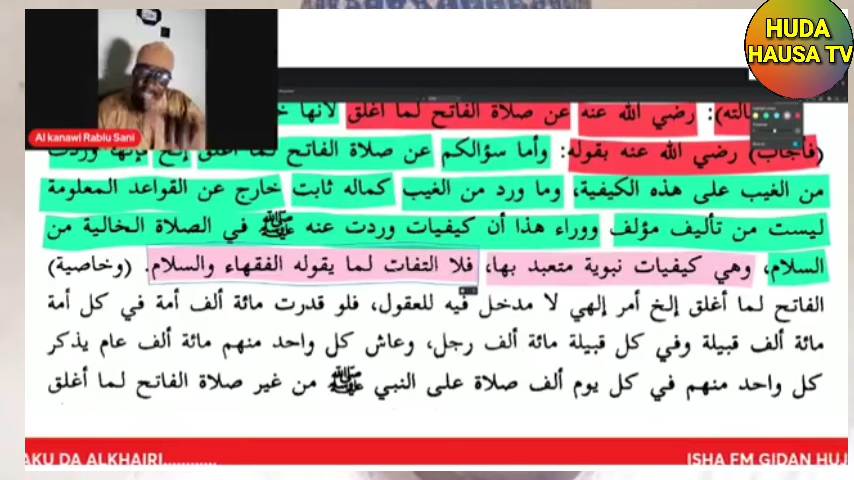 HUDA
HAUSA TV
Al kanawi Rabiu Sani
رضي الله عنه عن صلاة الفاتح لما أغلق لأنها
(فأجاب) رضي الله عنه بقوله: وأما سؤالكم عن صلاة الفاتح لما أغلق إلخ فإنها وردت
من الغيب على هذه الكيفية، وما ورد من الغيب كماله ثابت خارج عن القواعد المعلومة
ليست من تأليف مؤلف ووراء هذا أن كيفيات وردت عنه ﷺ في الصلاة الخالية من
السلام، وهي كيفيات نبوية متعبد بها، فلا التفات لما يقوله الفقهاء والسلام. (وخاصية)
الفاتح لما أغلق إلخ أمر إلهي لا مدخل فيه للعقول، فلو قدرت مائة ألف أمة في كل أمة
مائة ألف قبيلة وفي كل قبيلة مائة ألف رجل، وعاش كل واحد منهم مائة ألف عام يذكر
كل واحد منهم في كل يوم ألف صلاة على النبي ﷺ من غير صلاة الفاتح لما أغلق
AKU DA ALKHAIRI............
ISHA FM GIDAN HUJ